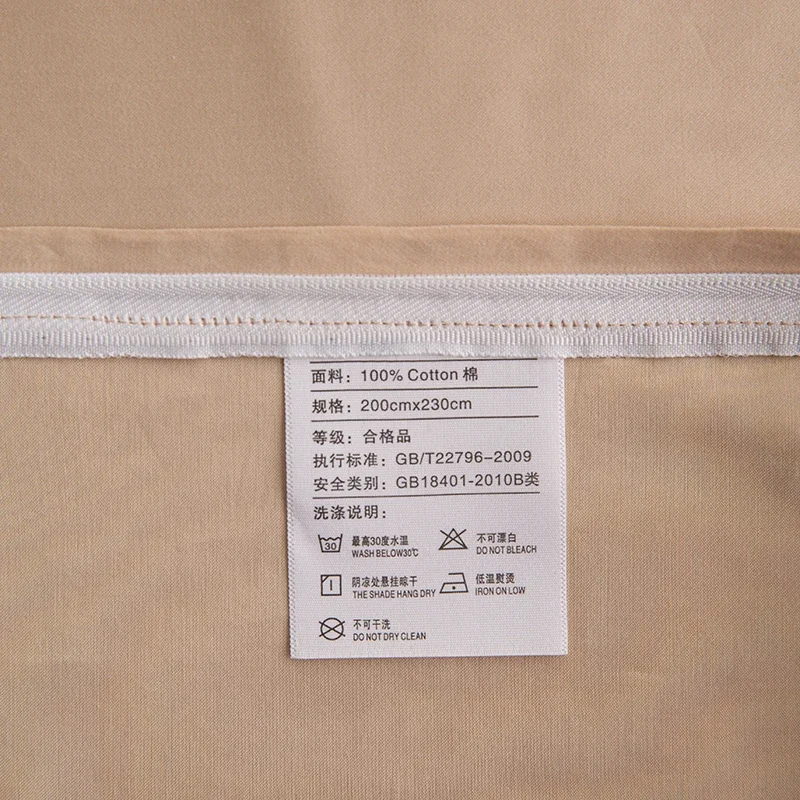 面料: 100% Cotton 棉
规格: 200cmx230cm
等级: 合格品
执行标准: GB/T22796-2009
安全类别: GB18401-2010B类
洗涤说明:
30 最高30度水温
WASH BELOW30℃
不可漂白
DO NOT BLEACH
阴凉处悬挂晾干
THE SHADE HANG DRY
低温熨烫
IRON ON LOW
不可干洗
DO NOT DRY CLEAN